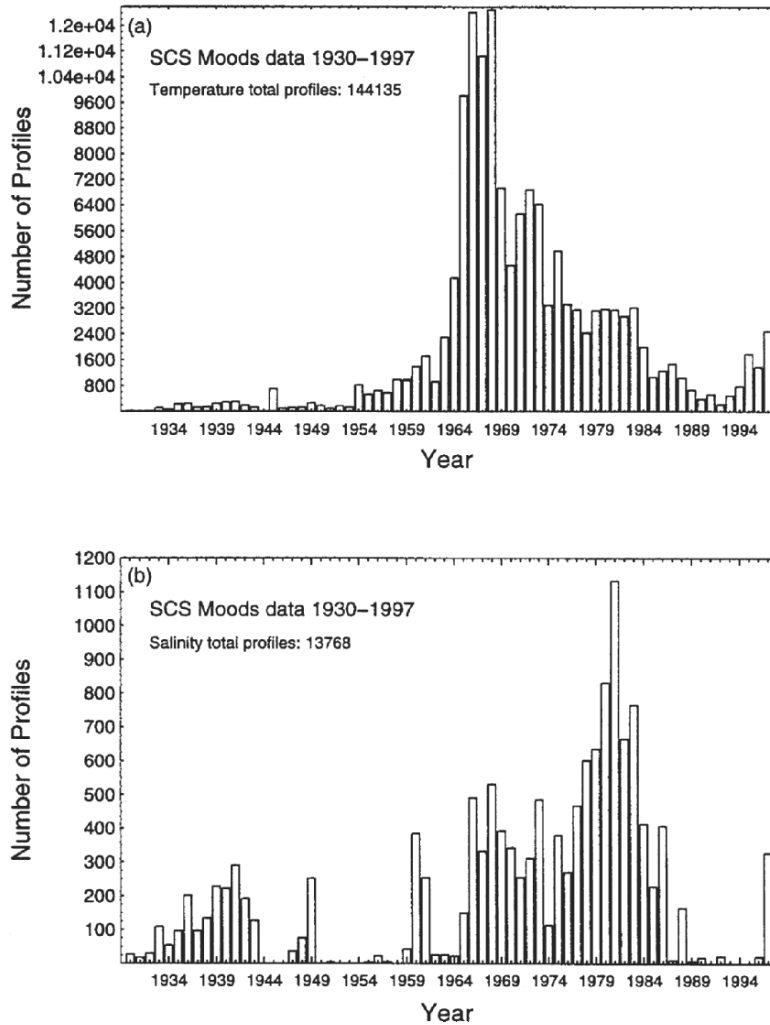 (a)
SCS Moods data 1930–1997
Temperature total profiles: 144135
1.2e+04
1.12e+04
1.04e+04
9600
8800
8000
7200
6400
5600
4800
4000
3200
2400
1600
800
Number of Profiles
1934 1939 1944 1949 1954 1959 1964 1969 1974 1979 1984 1989 1994
Year
(b)
SCS Moods data 1930–1997
Salinity total profiles: 13768
1200
1100
1000
900
800
700
600
500
400
300
200
100
Number of Profiles
1934 1939 1944 1949 1954 1959 1964 1969 1974 1979 1984 1989 1994
Year